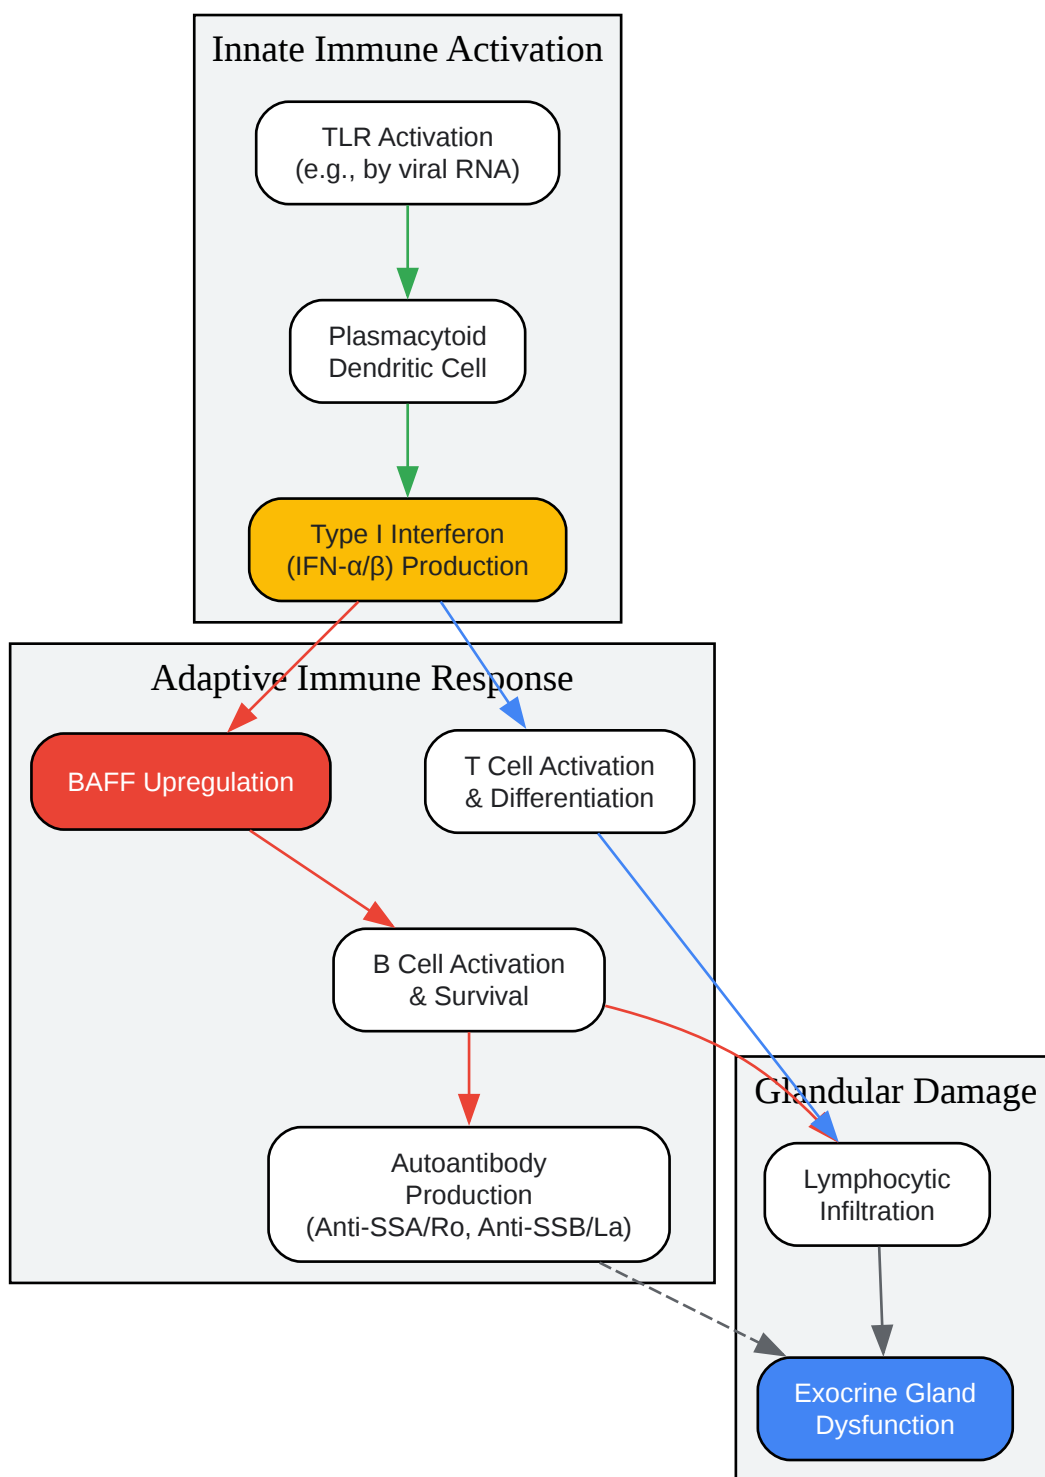 Innate Immune Activation
TLR Activation
(e.g., by viral RNA)
Plasmacytoid
Dendritic Cell
Type I Interferon
(IFN-α/β) Production
Adaptive Immune Response
BAFF Upregulation
T Cell Activation
& Differentiation
B Cell Activation
& Survival
Autoantibody
Production
(Anti-SSA/Ro, Anti-SSB/La)
Glandular Damage
Lymphocytic
Infiltration
Exocrine Gland
Dysfunction